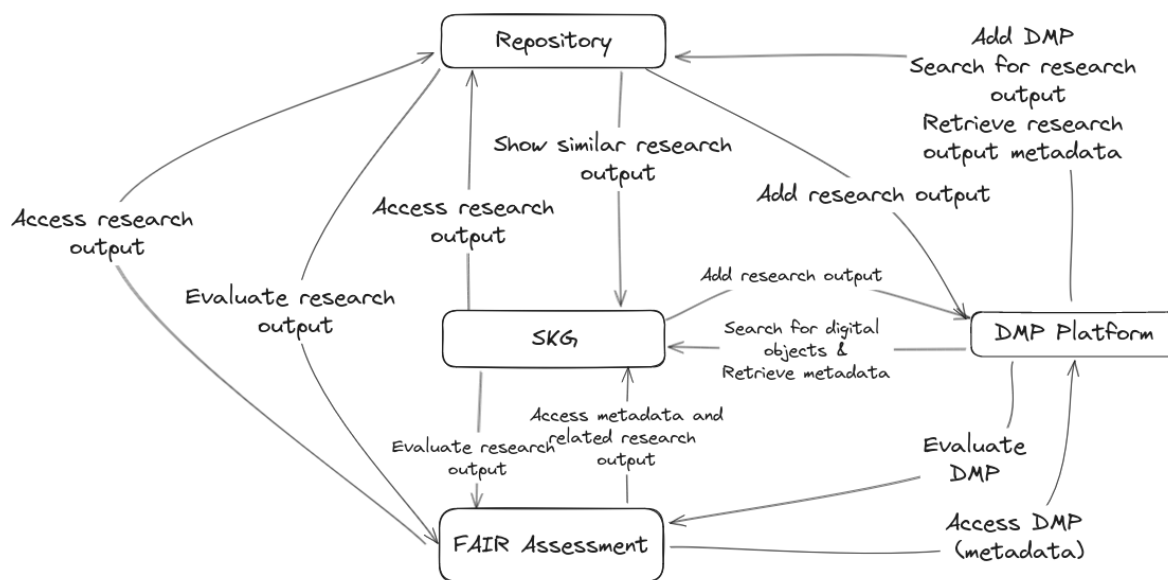 Repository
Add DMP
Search for research
output
Retrieve research
output metadata
Show similar research
output
Add research output
Access research
output
Access research
output
Evaluate research
output
Add research output
SKG
Search for digital
objects &
Retrieve metadata
DMP Platform
Evaluate research
output
Access metadata and
related research
output
Evaluate
DMP
FAIR Assessment
Access DMP
(metadata)